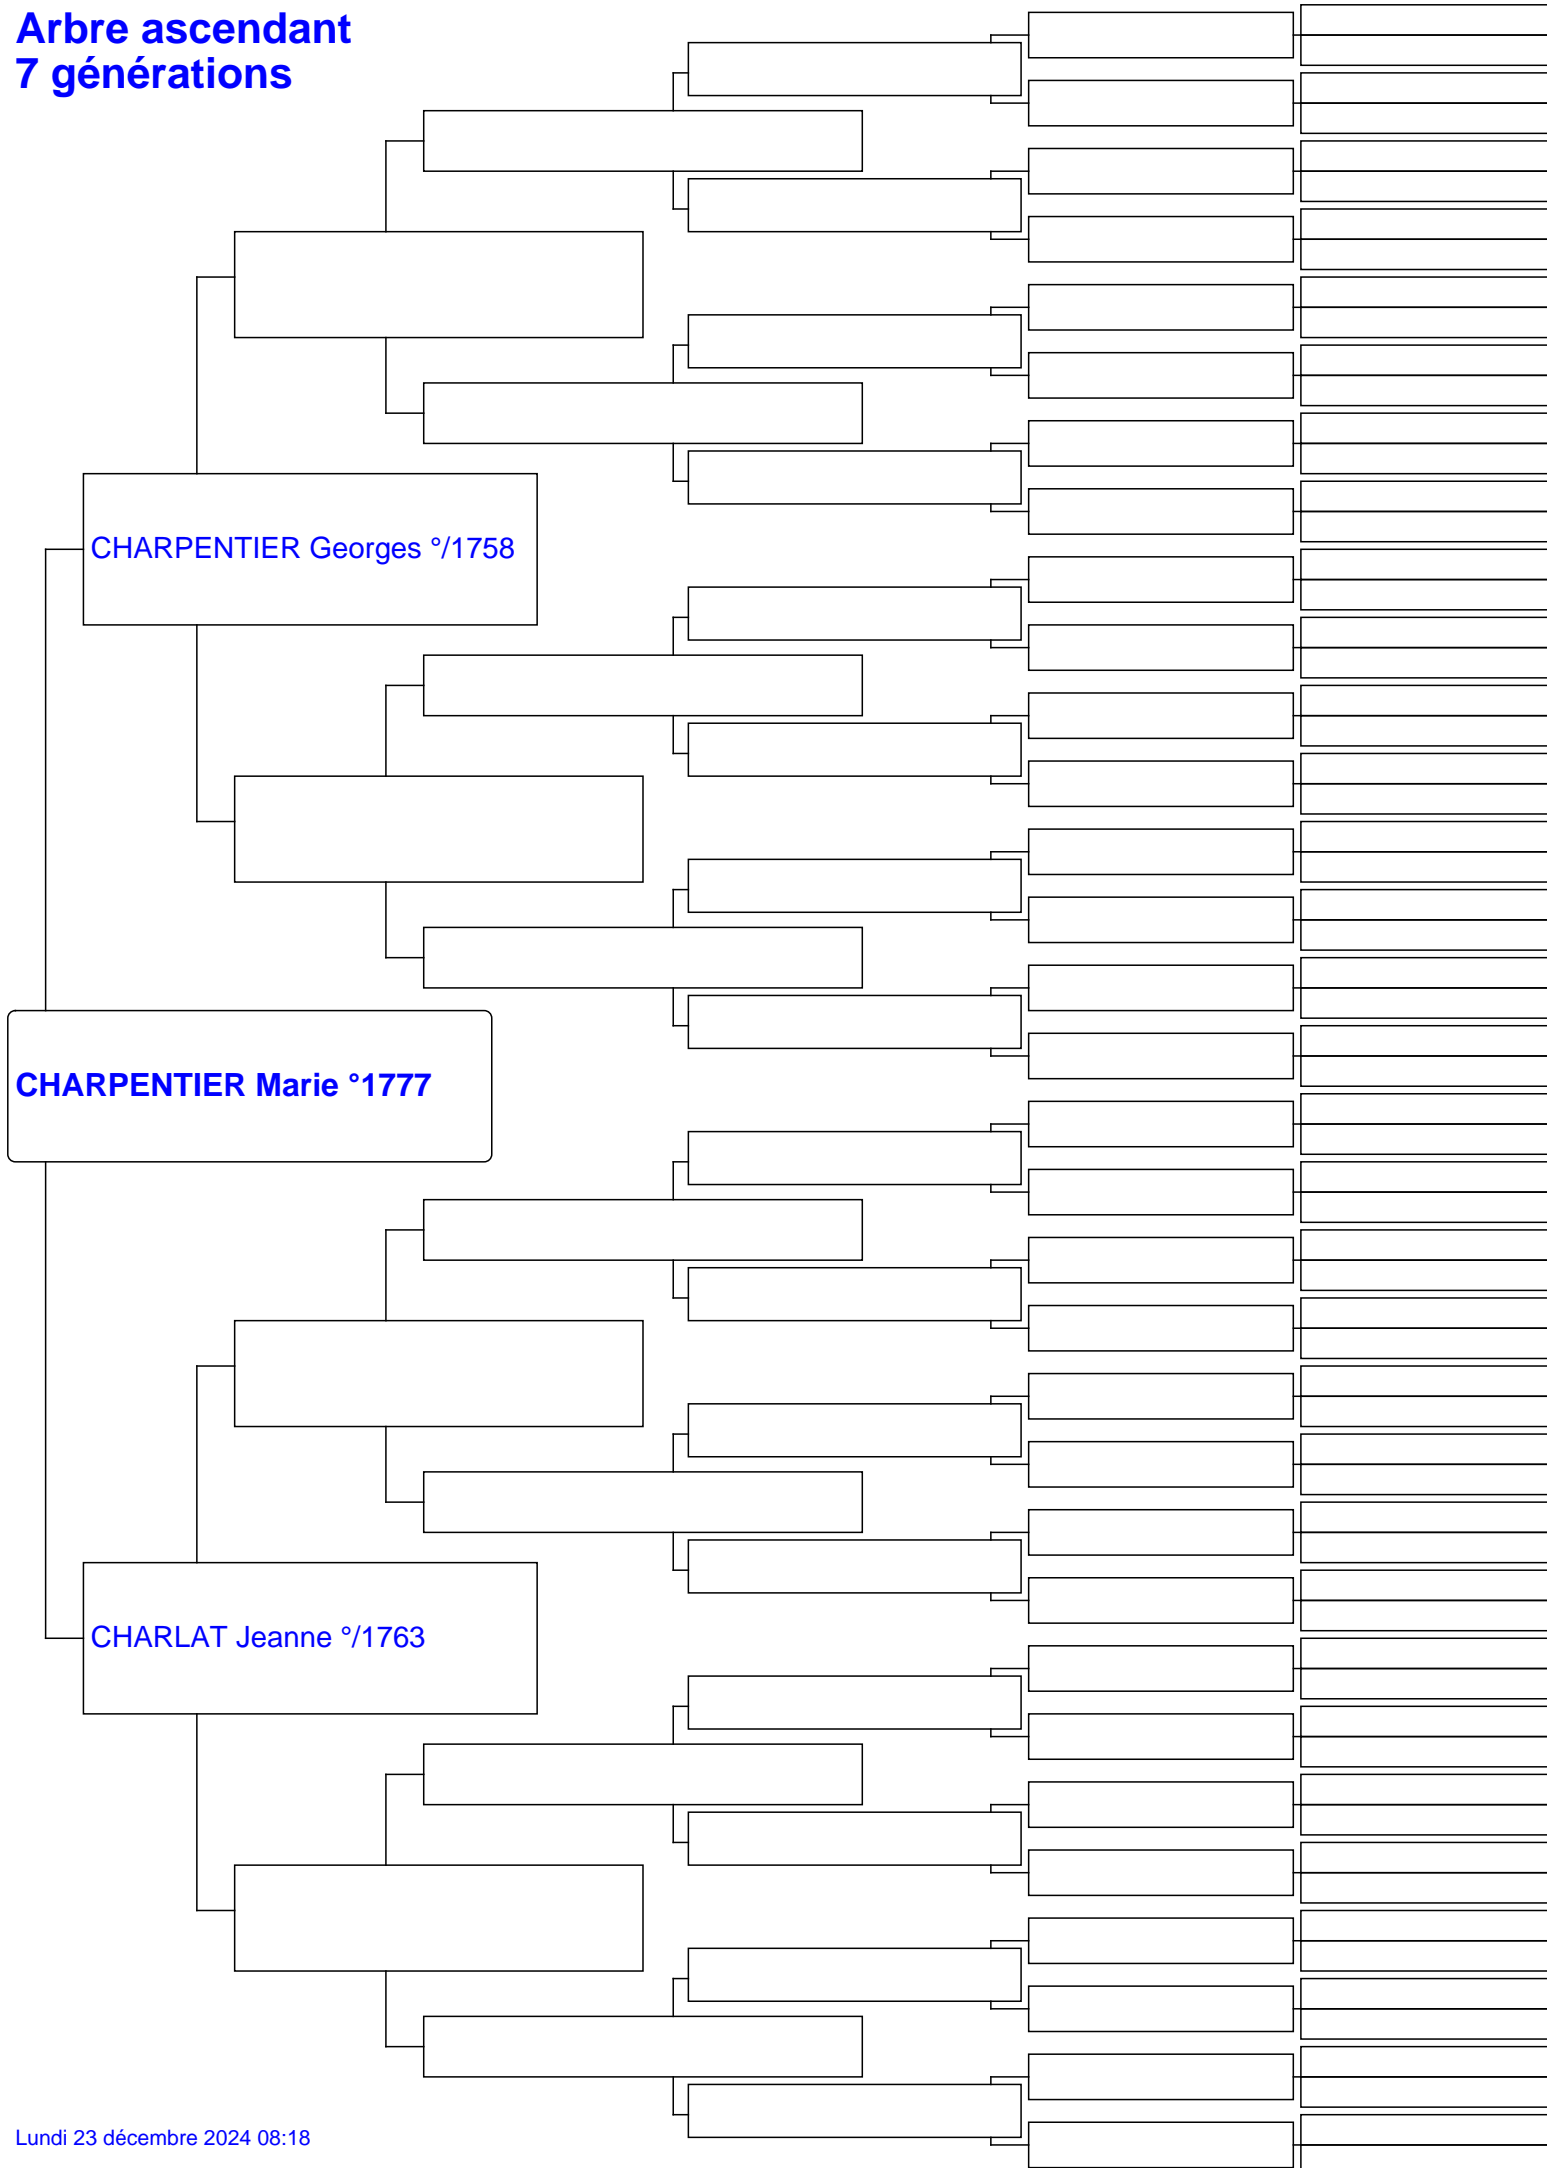 Arbre ascendant
7 générations
CHARPENTIER Georges °/1758
CHARPENTIER Marie °1777
CHARLAT Jeanne °/1763
Lundi 23 décembre 2024 08:18